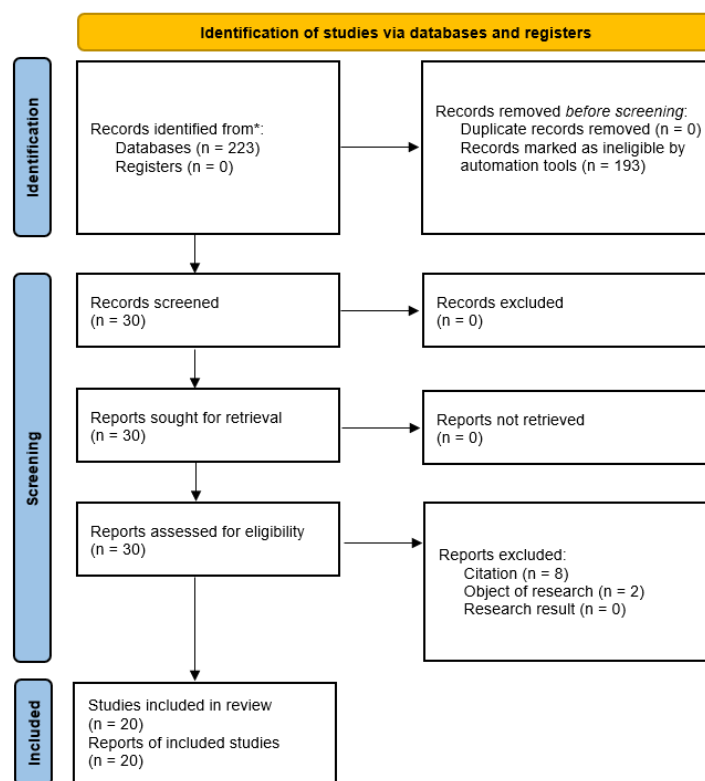 Identification of studies via databases and registers
Identification
Records identified from*:
Databases (n = 223)
Registers (n = 0)
Records removed before screening:
Duplicate records removed (n = 0)
Records marked as ineligible by
automation tools (n = 193)
Screening
Records screened
(n = 30)
Records excluded
(n = 0)
Reports sought for retrieval
(n = 30)
Reports not retrieved
(n = 0)
Reports assessed for eligibility
(n = 30)
Reports excluded:
Citation (n = 8)
Object of research (n = 2)
Research result (n = 0)
Included
Studies included in review
(n = 20)
Reports of included studies
(n = 20)